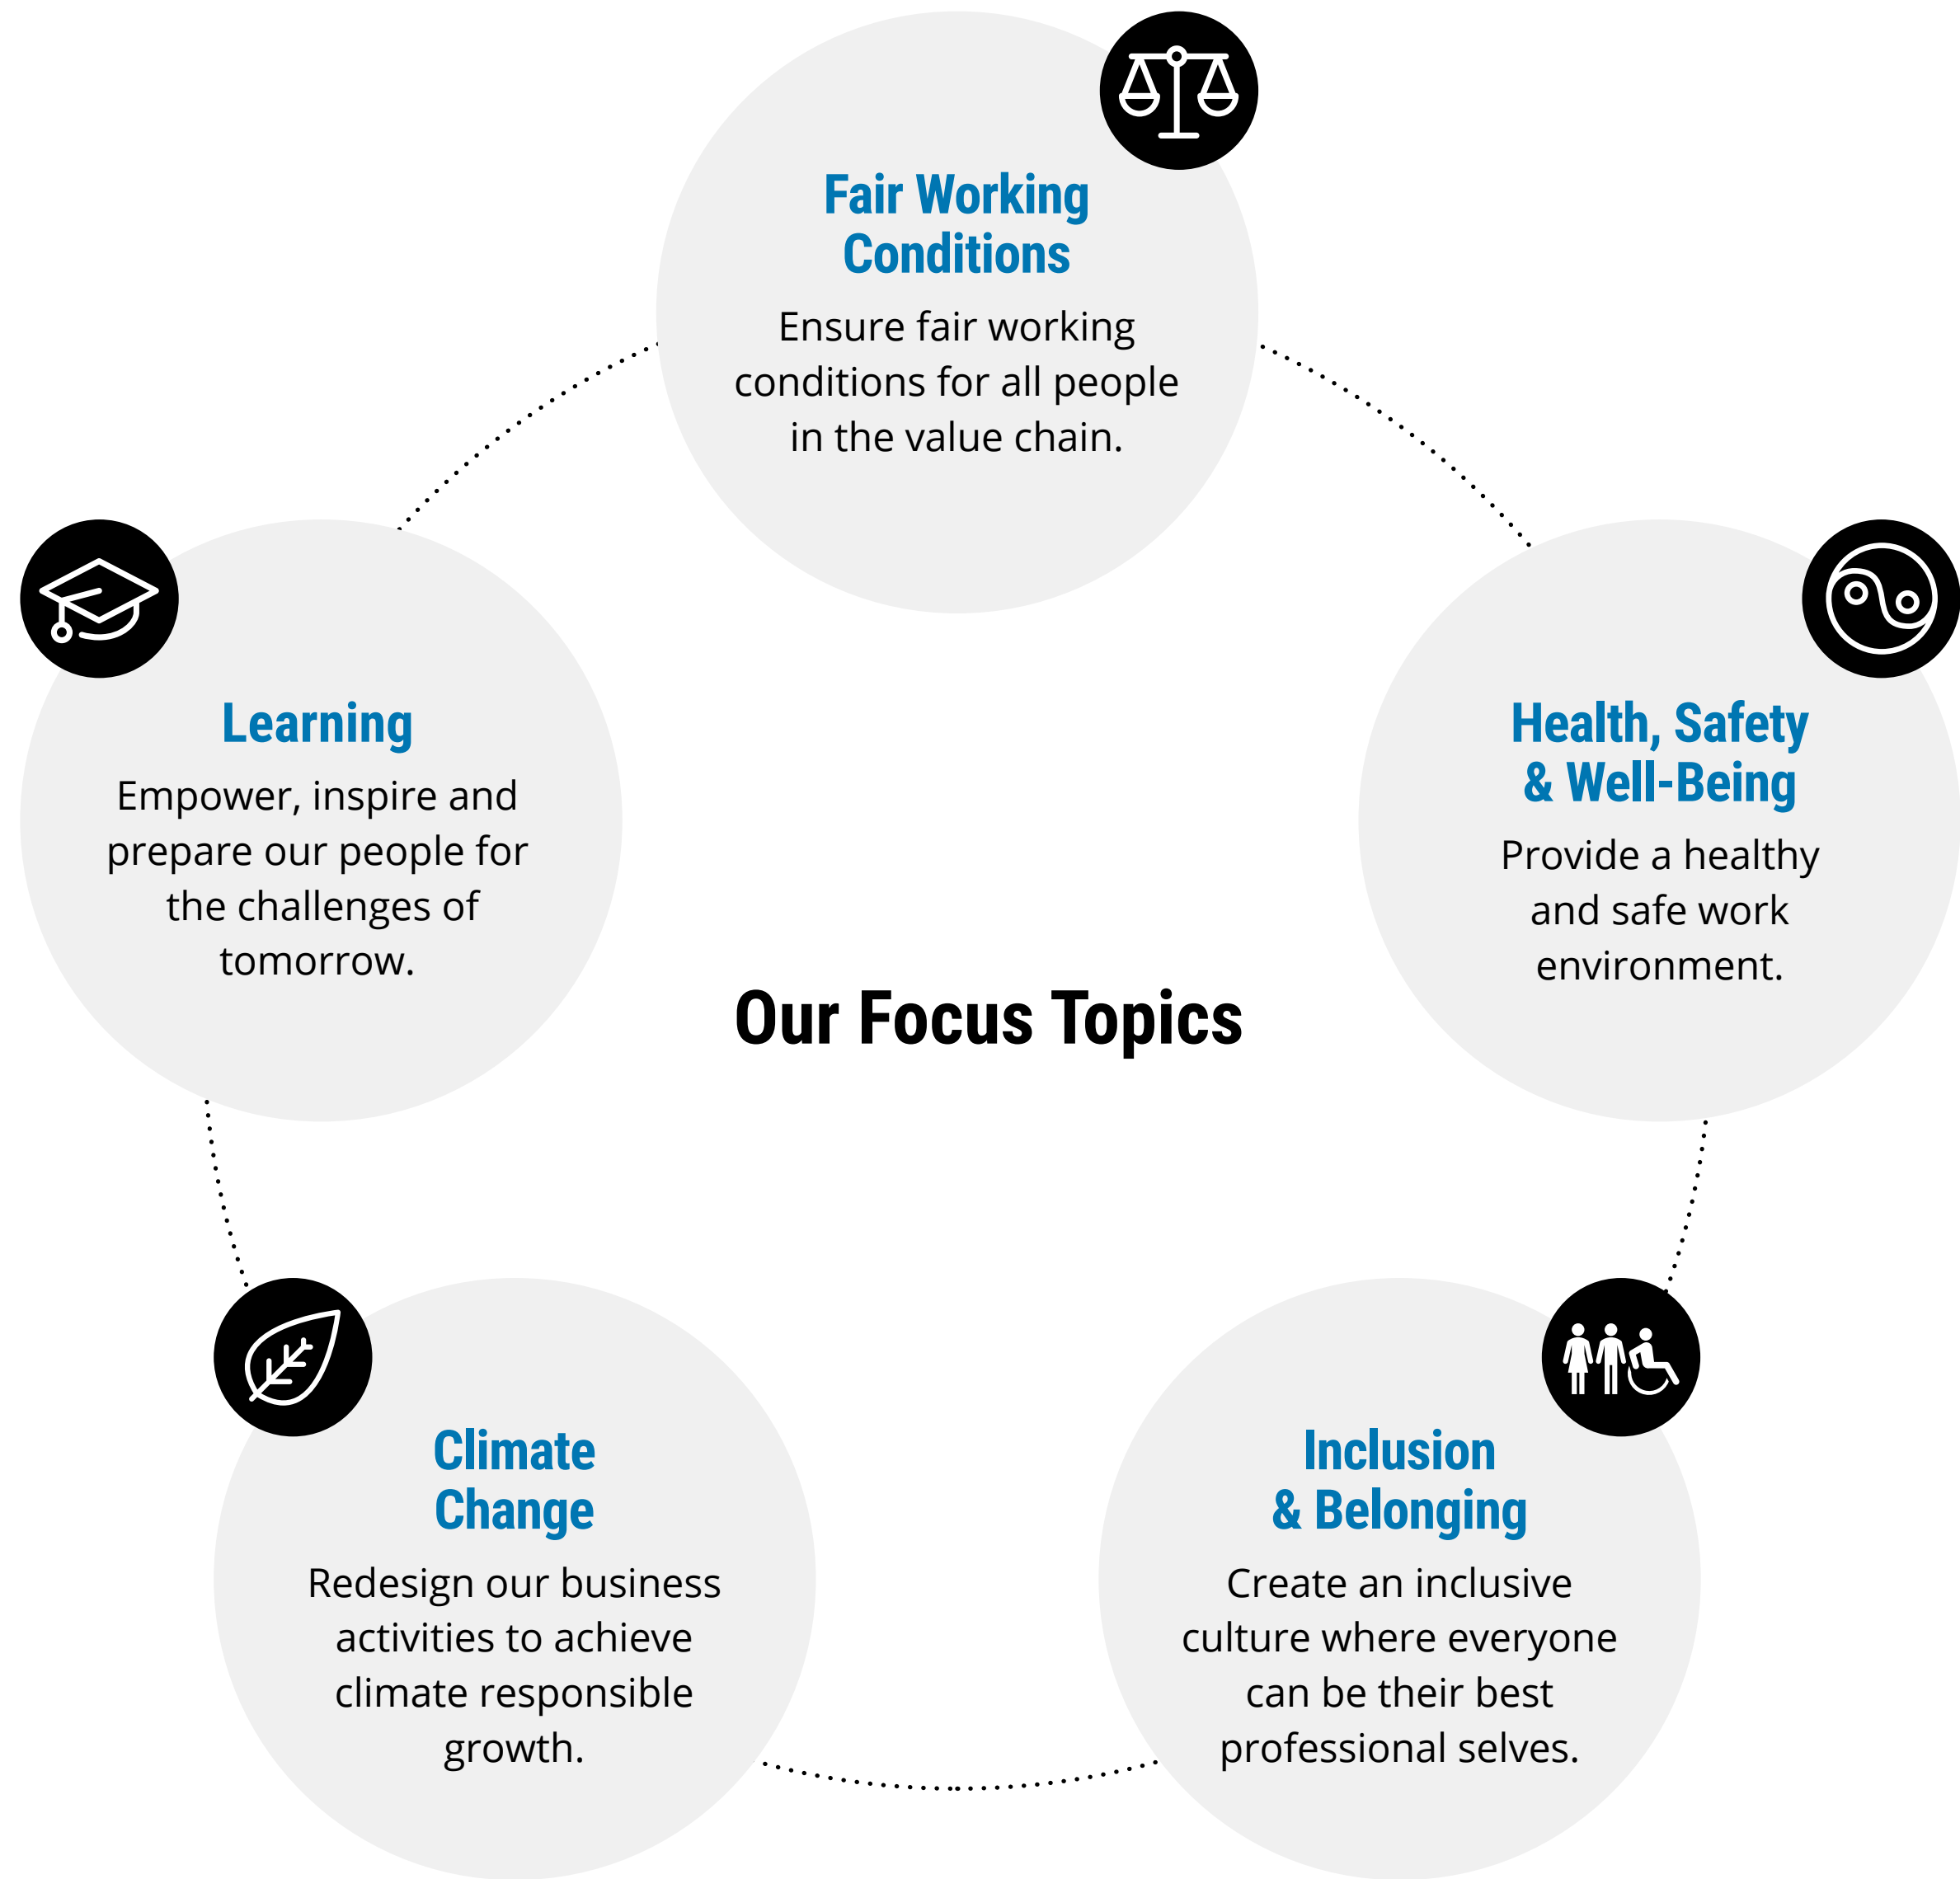 Fair Working
Conditions
Ensure fair working
conditions for all people
in the value chain.
Learning
Empower, inspire and
prepare our people for
the challenges of
tomorrow.
Health, Safety
& Well-Being
Provide a healthy
and safe work
environment.
Our Focus Topics
Climate
Change
Redesign our business
activities to achieve
climate responsible
growth.
Inclusion
& Belonging
Create an inclusive
culture where everyone
can be their best
professional selves.